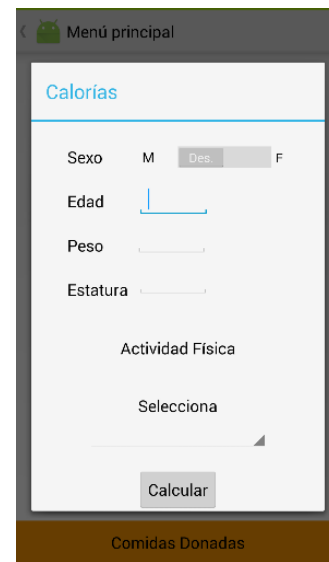 Menú principal
Calorías
Sexo M Des. F
Edad
Peso
Estatura
Actividad Física
Selecciona
Calcular
Comidas Donadas